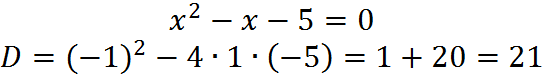 x² − x − 5 = 0
D = (−1)² − 4 · 1 · (−5) = 1 + 20 = 21